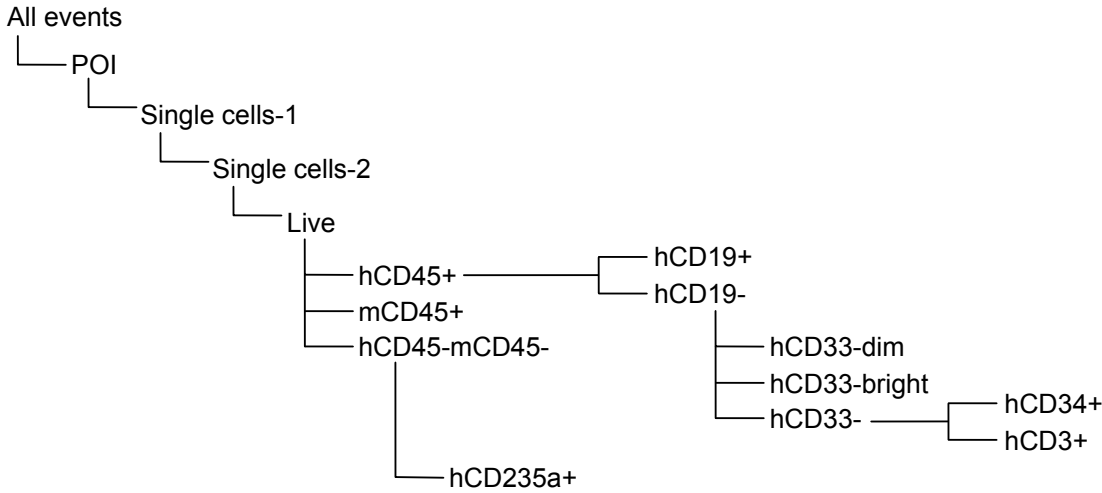 All events
POI
Single cells-1
Single cells-2
Live
hCD45+
mCD45+
hCD45-mCD45-
hCD235a+
hCD19+
hCD19-
hCD33-dim
hCD33-bright
hCD33-
hCD34+
hCD3+